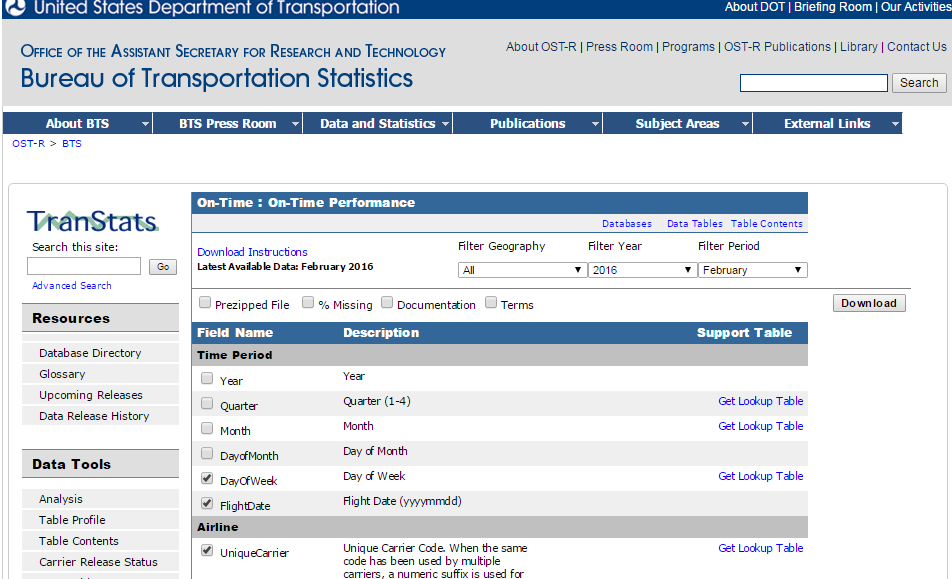 United States Department of Transportation
About DOT | Briefing Room | Our Activities
OFFICE OF THE ASSISTANT SECRETARY FOR RESEARCH AND TECHNOLOGY
About OST-R | Press Room | Programs | OST-R Publications | Library | Contact Us
Bureau of Transportation Statistics
Search
About BTS BTS Press Room Data and Statistics Publications Subject Areas External Links
OST-R > BTS
TranStats
Search this site:
Go
Advanced Search
Resources
Database Directory
Glossary
Upcoming Releases
Data Release History
Data Tools
Analysis
Table Profile
Table Contents
Carrier Release Status
On-Time : On-Time Performance
Databases Data Tables Table Contents
Download Instructions
Latest Available Data: February 2016
Filter Geography Filter Year Filter Period
All 2016 February
Prezipped File % Missing Documentation Terms
Download
Field Name Description Support Table
Time Period
Year Year
Quarter Quarter (1-4) Get Lookup Table
Month Month Get Lookup Table
DayofMonth Day of Month
DayOfWeek Day of Week Get Lookup Table
FlightDate Flight Date (yyyymmdd)
Airline
UniqueCarrier Unique Carrier Code. When the same Get Lookup Table
code has been used by multiple
carriers, a numeric suffix is used for